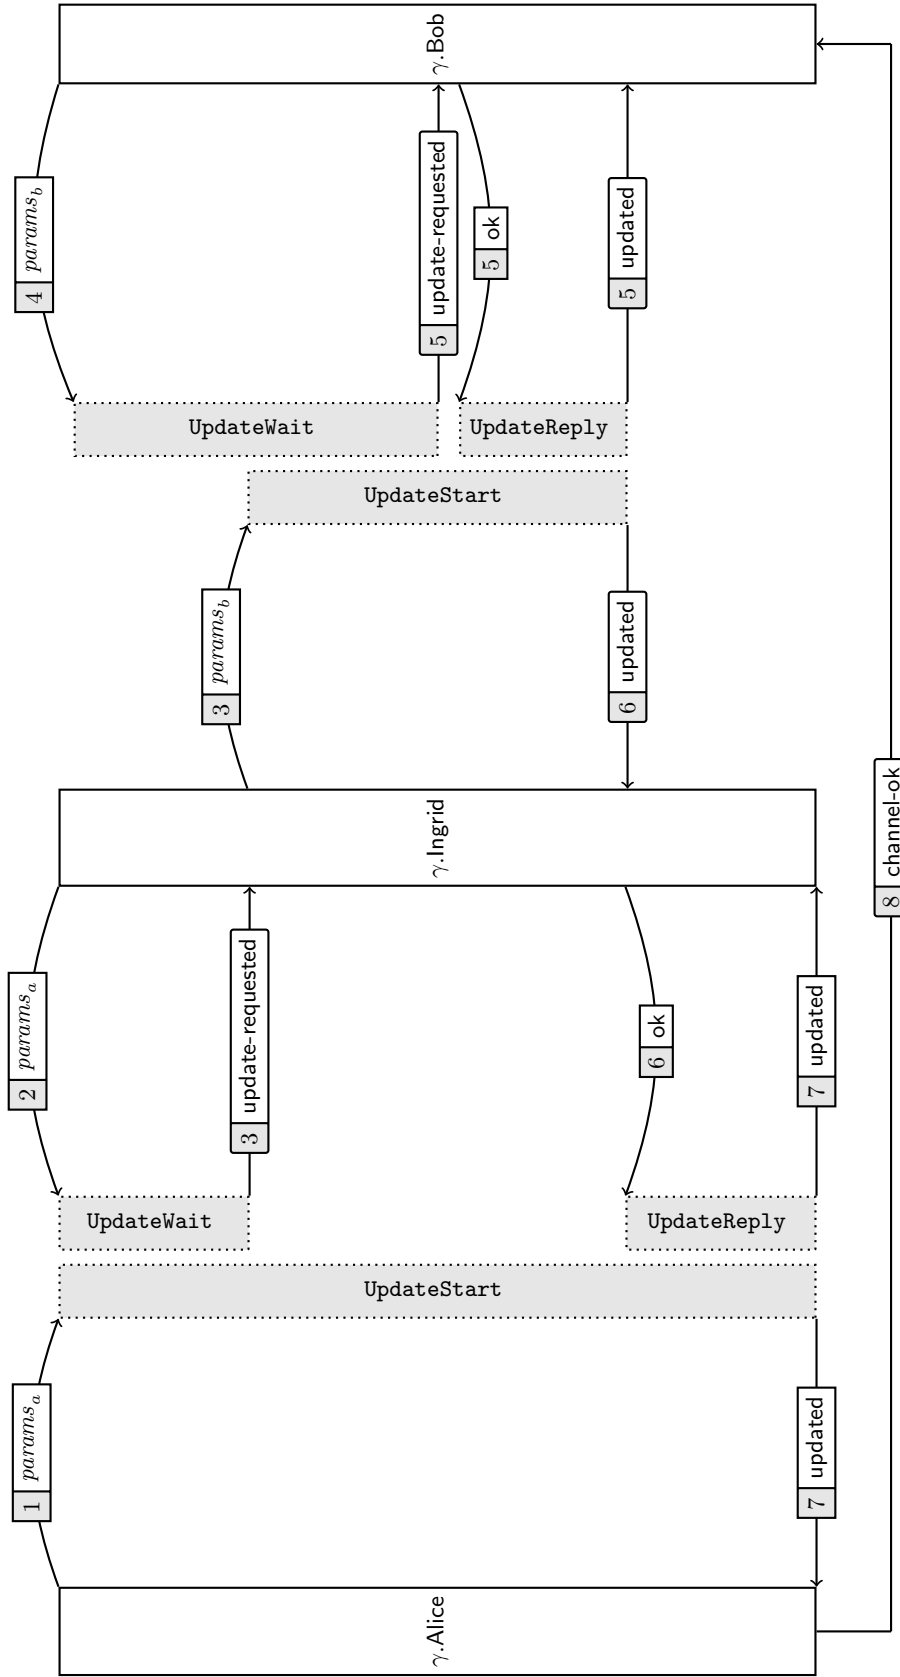 γ.Bob
4 params_b
5 update-requested
5 ok
5 updated
UpdateWait
UpdateReply
UpdateStart
3 params_b
6 updated
γ.Ingrid
8 channel-ok
2 params_a
3 update-requested
6 ok
7 updated
UpdateWait
UpdateReply
UpdateStart
1 params_a
7 updated
γ.Alice